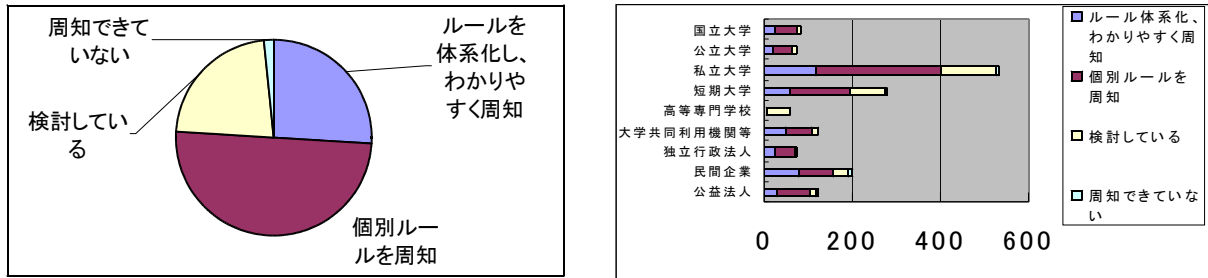 周知できて
いない
ルールを
体系化し、
わかりや
すく周知
検討してい
る
個別ルー
ルを周知
国立大学
公立大学
私立大学
短期大学
高等専門学校
大学共同利用機関等
独立行政法人
民間企業
公益法人
0 200 400 600
ルール体系化、
わかりやすく周
知
個別ルールを
周知
検討している
周知できていな
い